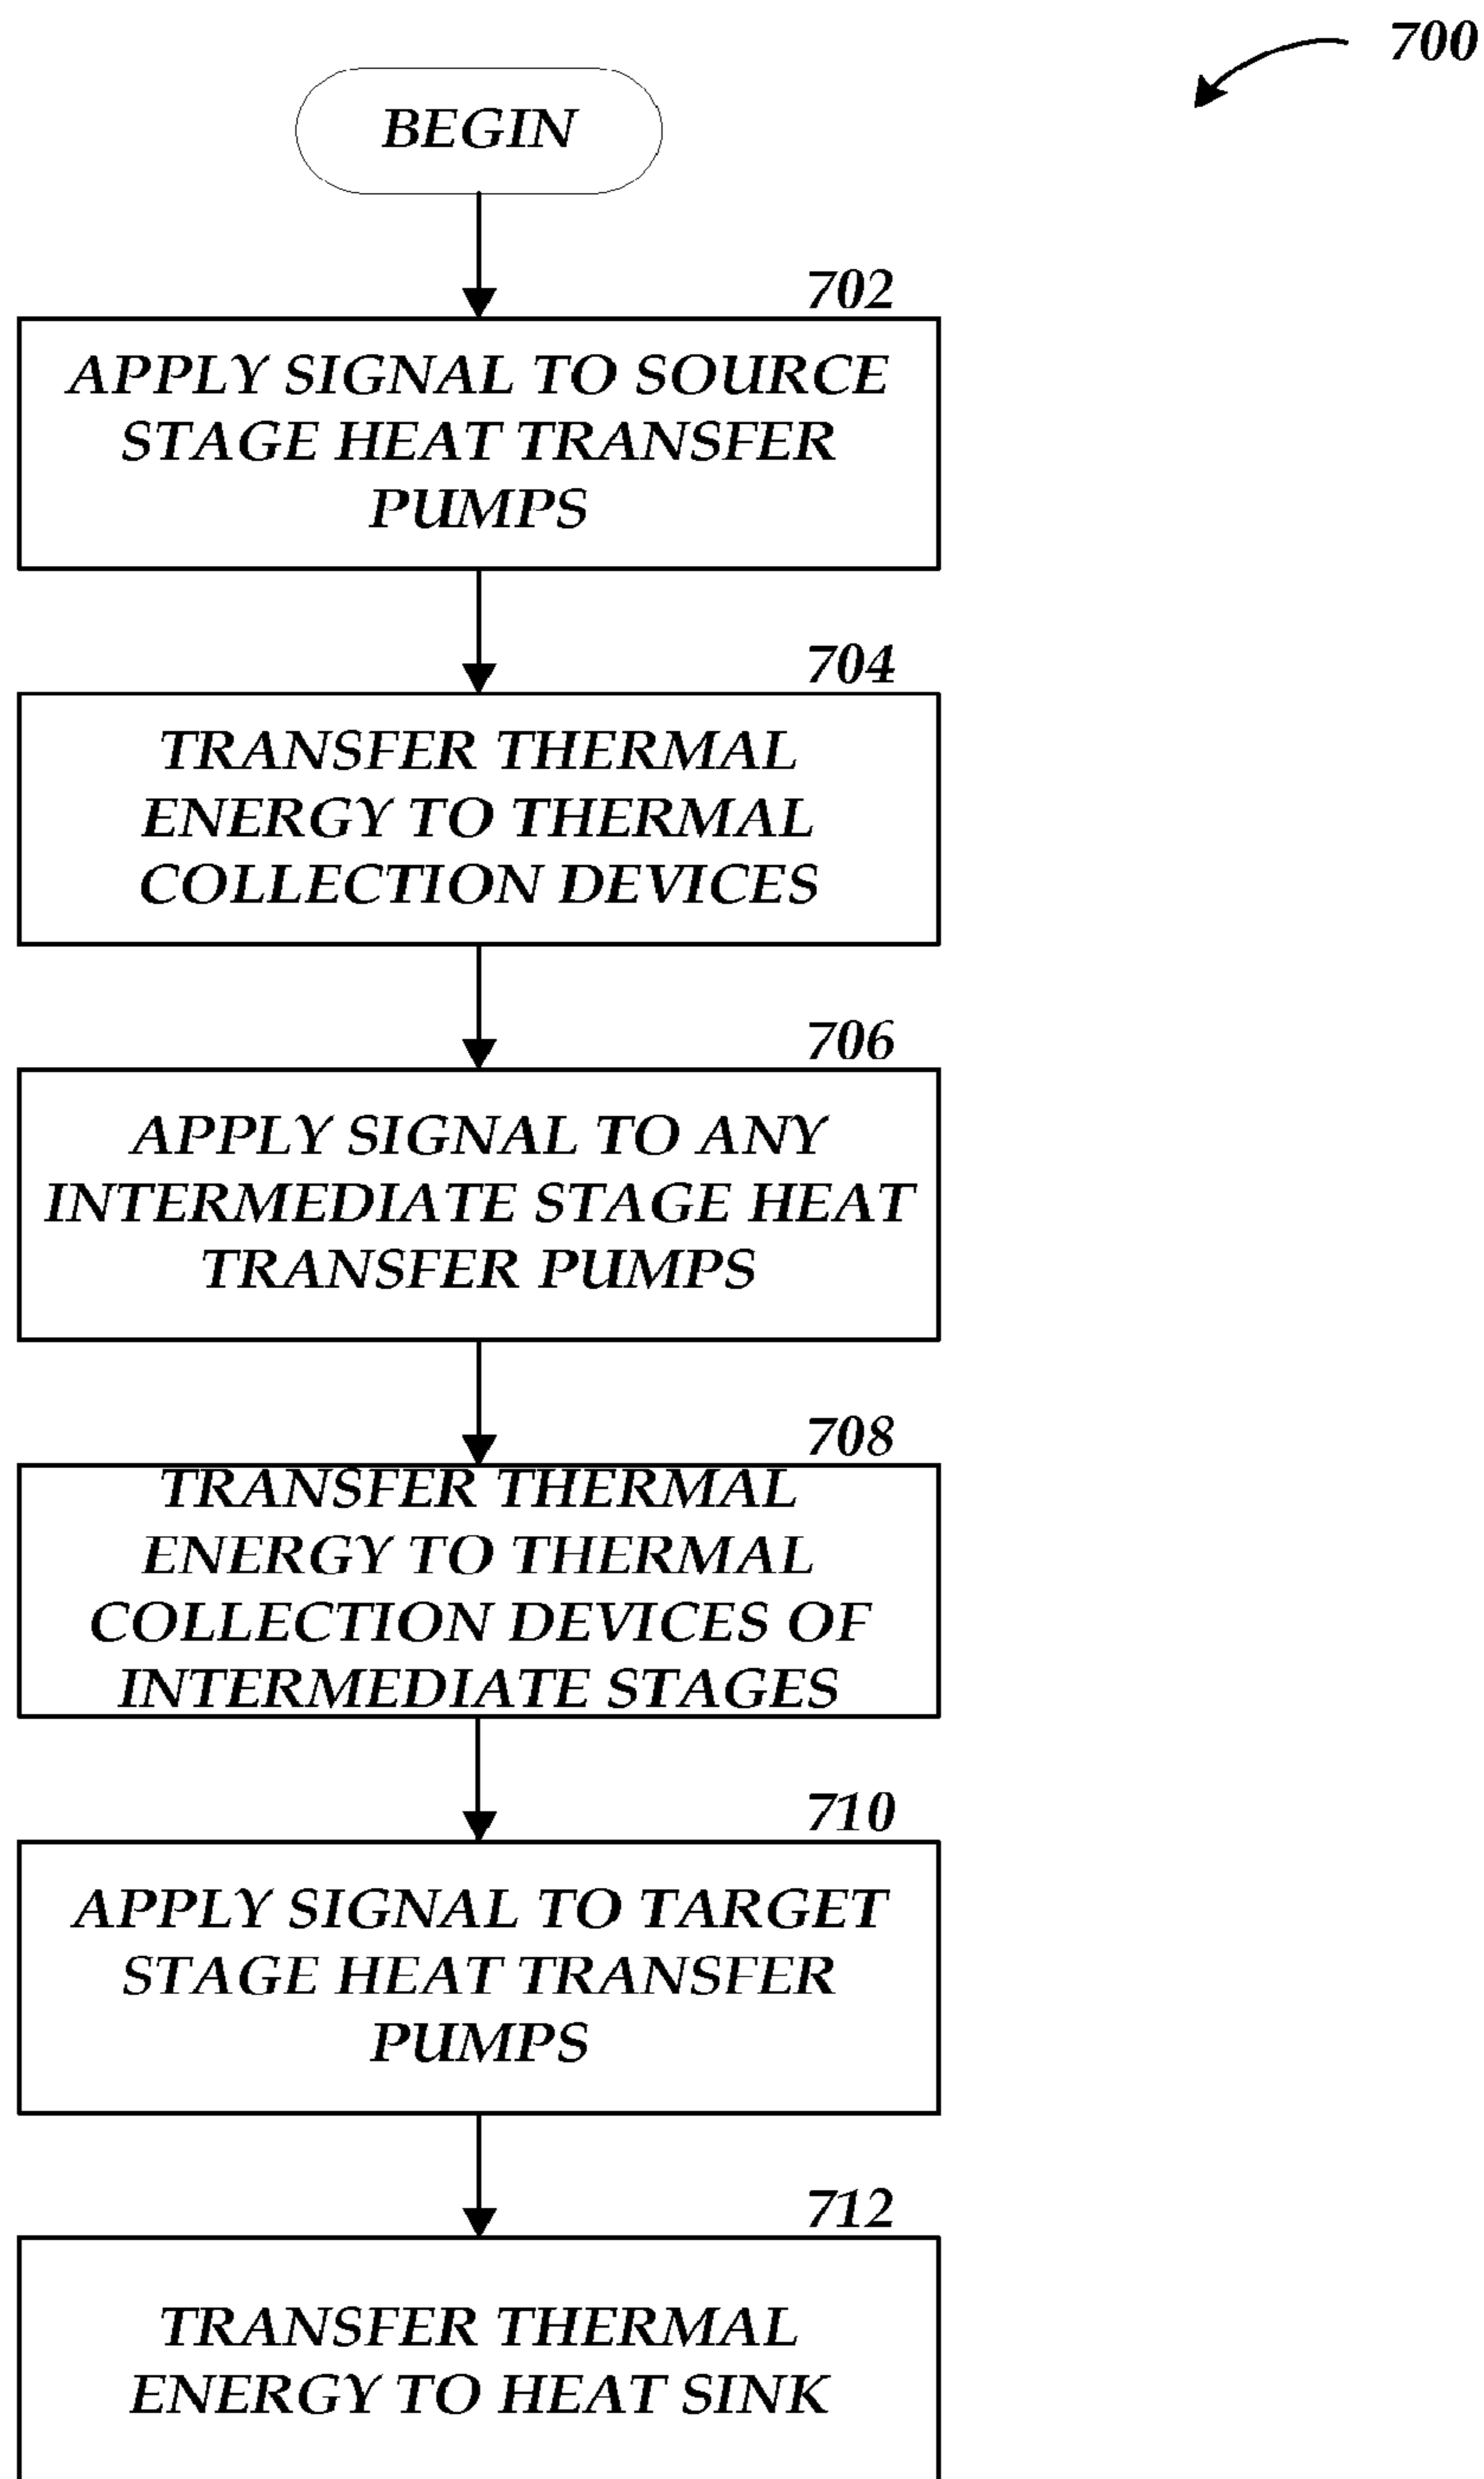 700
BEGIN
702
APPLY SIGNAL TO SOURCE
STAGE HEAT TRANSFER
PUMPS
704
TRANSFER THERMAL
ENERGY TO THERMAL
COLLECTION DEVICES
706
APPLY SIGNAL TO ANY
INTERMEDIATE STAGE HEAT
TRANSFER PUMPS
708
TRANSFER THERMAL
ENERGY TO THERMAL
COLLECTION DEVICES OF
INTERMEDIATE STAGES
710
APPLY SIGNAL TO TARGET
STAGE HEAT TRANSFER
PUMPS
712
TRANSFER THERMAL
ENERGY TO HEAT SINK